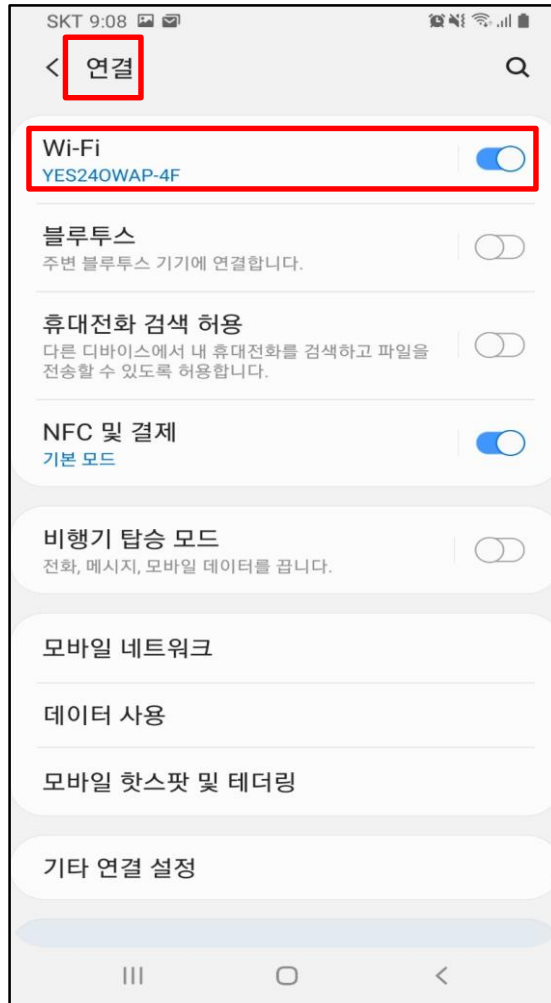 SKT 9:08
연결
Wi-Fi
YES24OWAP-4F
블루투스
주변 블루투스 기기에 연결합니다.
휴대전화 검색 허용
다른 디바이스에서 내 휴대전화를 검색하고 파일을
전송할 수 있도록 허용합니다.
NFC 및 결제
기본 모드
비행기 탑승 모드
전화, 메시지, 모바일 데이터를 끕니다.
모바일 네트워크
데이터 사용
모바일 핫스팟 및 테더링
기타 연결 설정